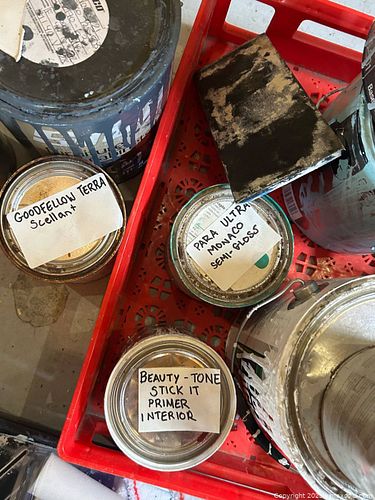 GOODFELLOW TERRA
Scellant
PARA ULTRA
MONACO
SEMI-GLOSS
BEAUTY-TONE
STICK IT
PRIMER
INTERIOR